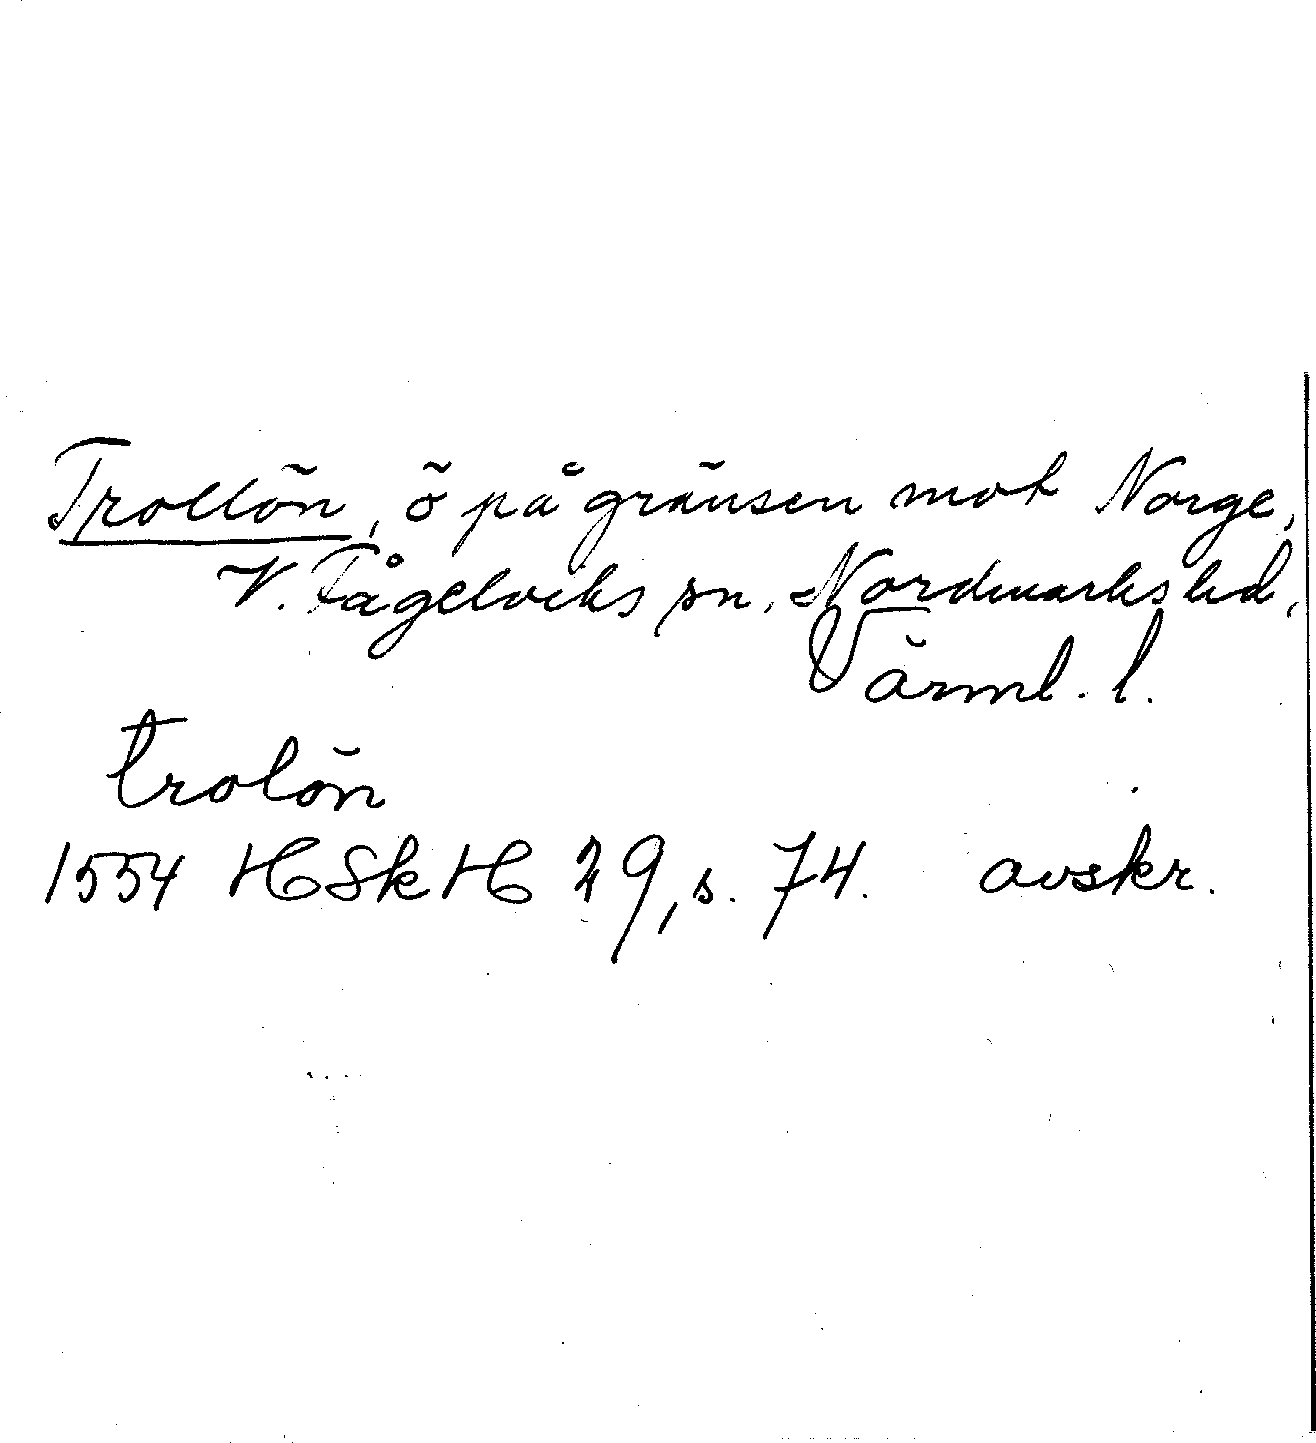 Trollön, ö på gränsen mot Norge,
V. Fågelviks sn, Nordmarks hd,
Värml. l.
trolön
1554 HSkH 29, s. 74. avskr.